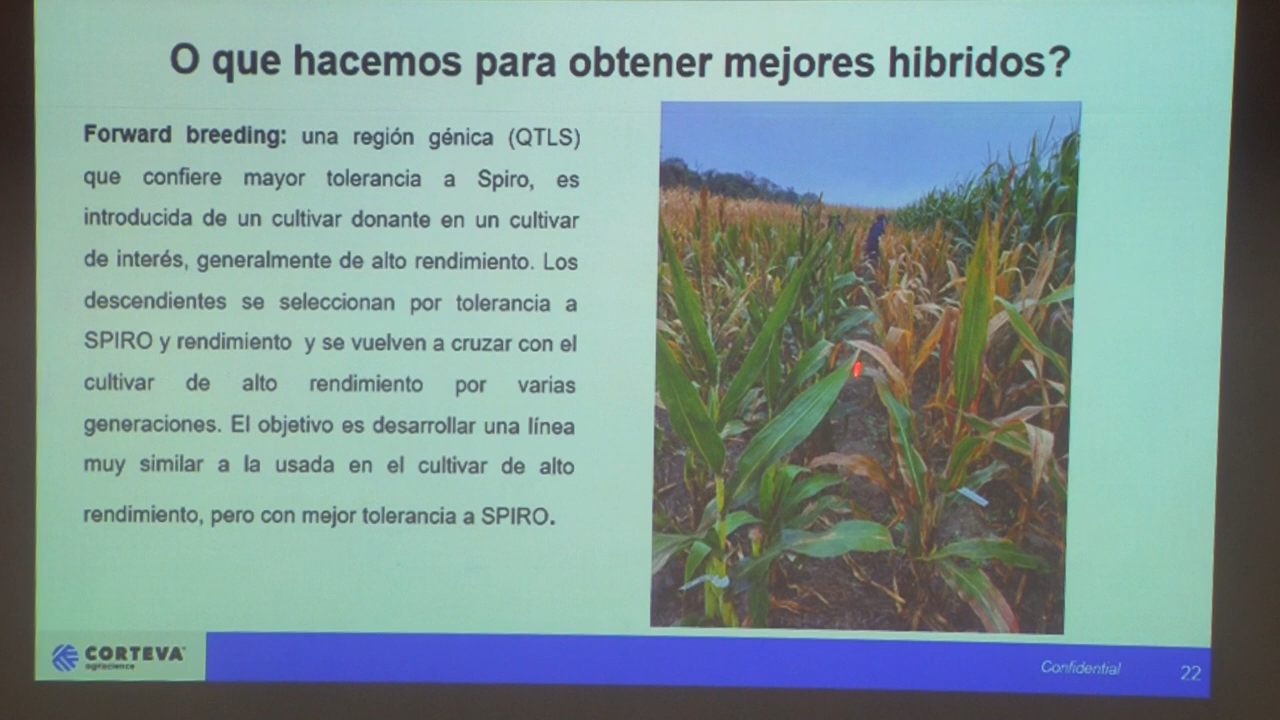 O que hacemos para obtener mejores hibridos?
Forward breeding: una región génica (QTLS)
que confiere mayor tolerancia a Spiro, es
introducida de un cultivar donante en un cultivar
de interés, generalmente de alto rendimiento. Los
descendientes se seleccionan por tolerancia a
SPIRO y rendimiento y se vuelven a cruzar con el
cultivar de alto rendimiento por varias
generaciones. El objetivo es desarrollar una línea
muy similar a la usada en el cultivar de alto
rendimiento, pero con mejor tolerancia a SPIRO.
CORTEVA
agriscience
Confidential
22